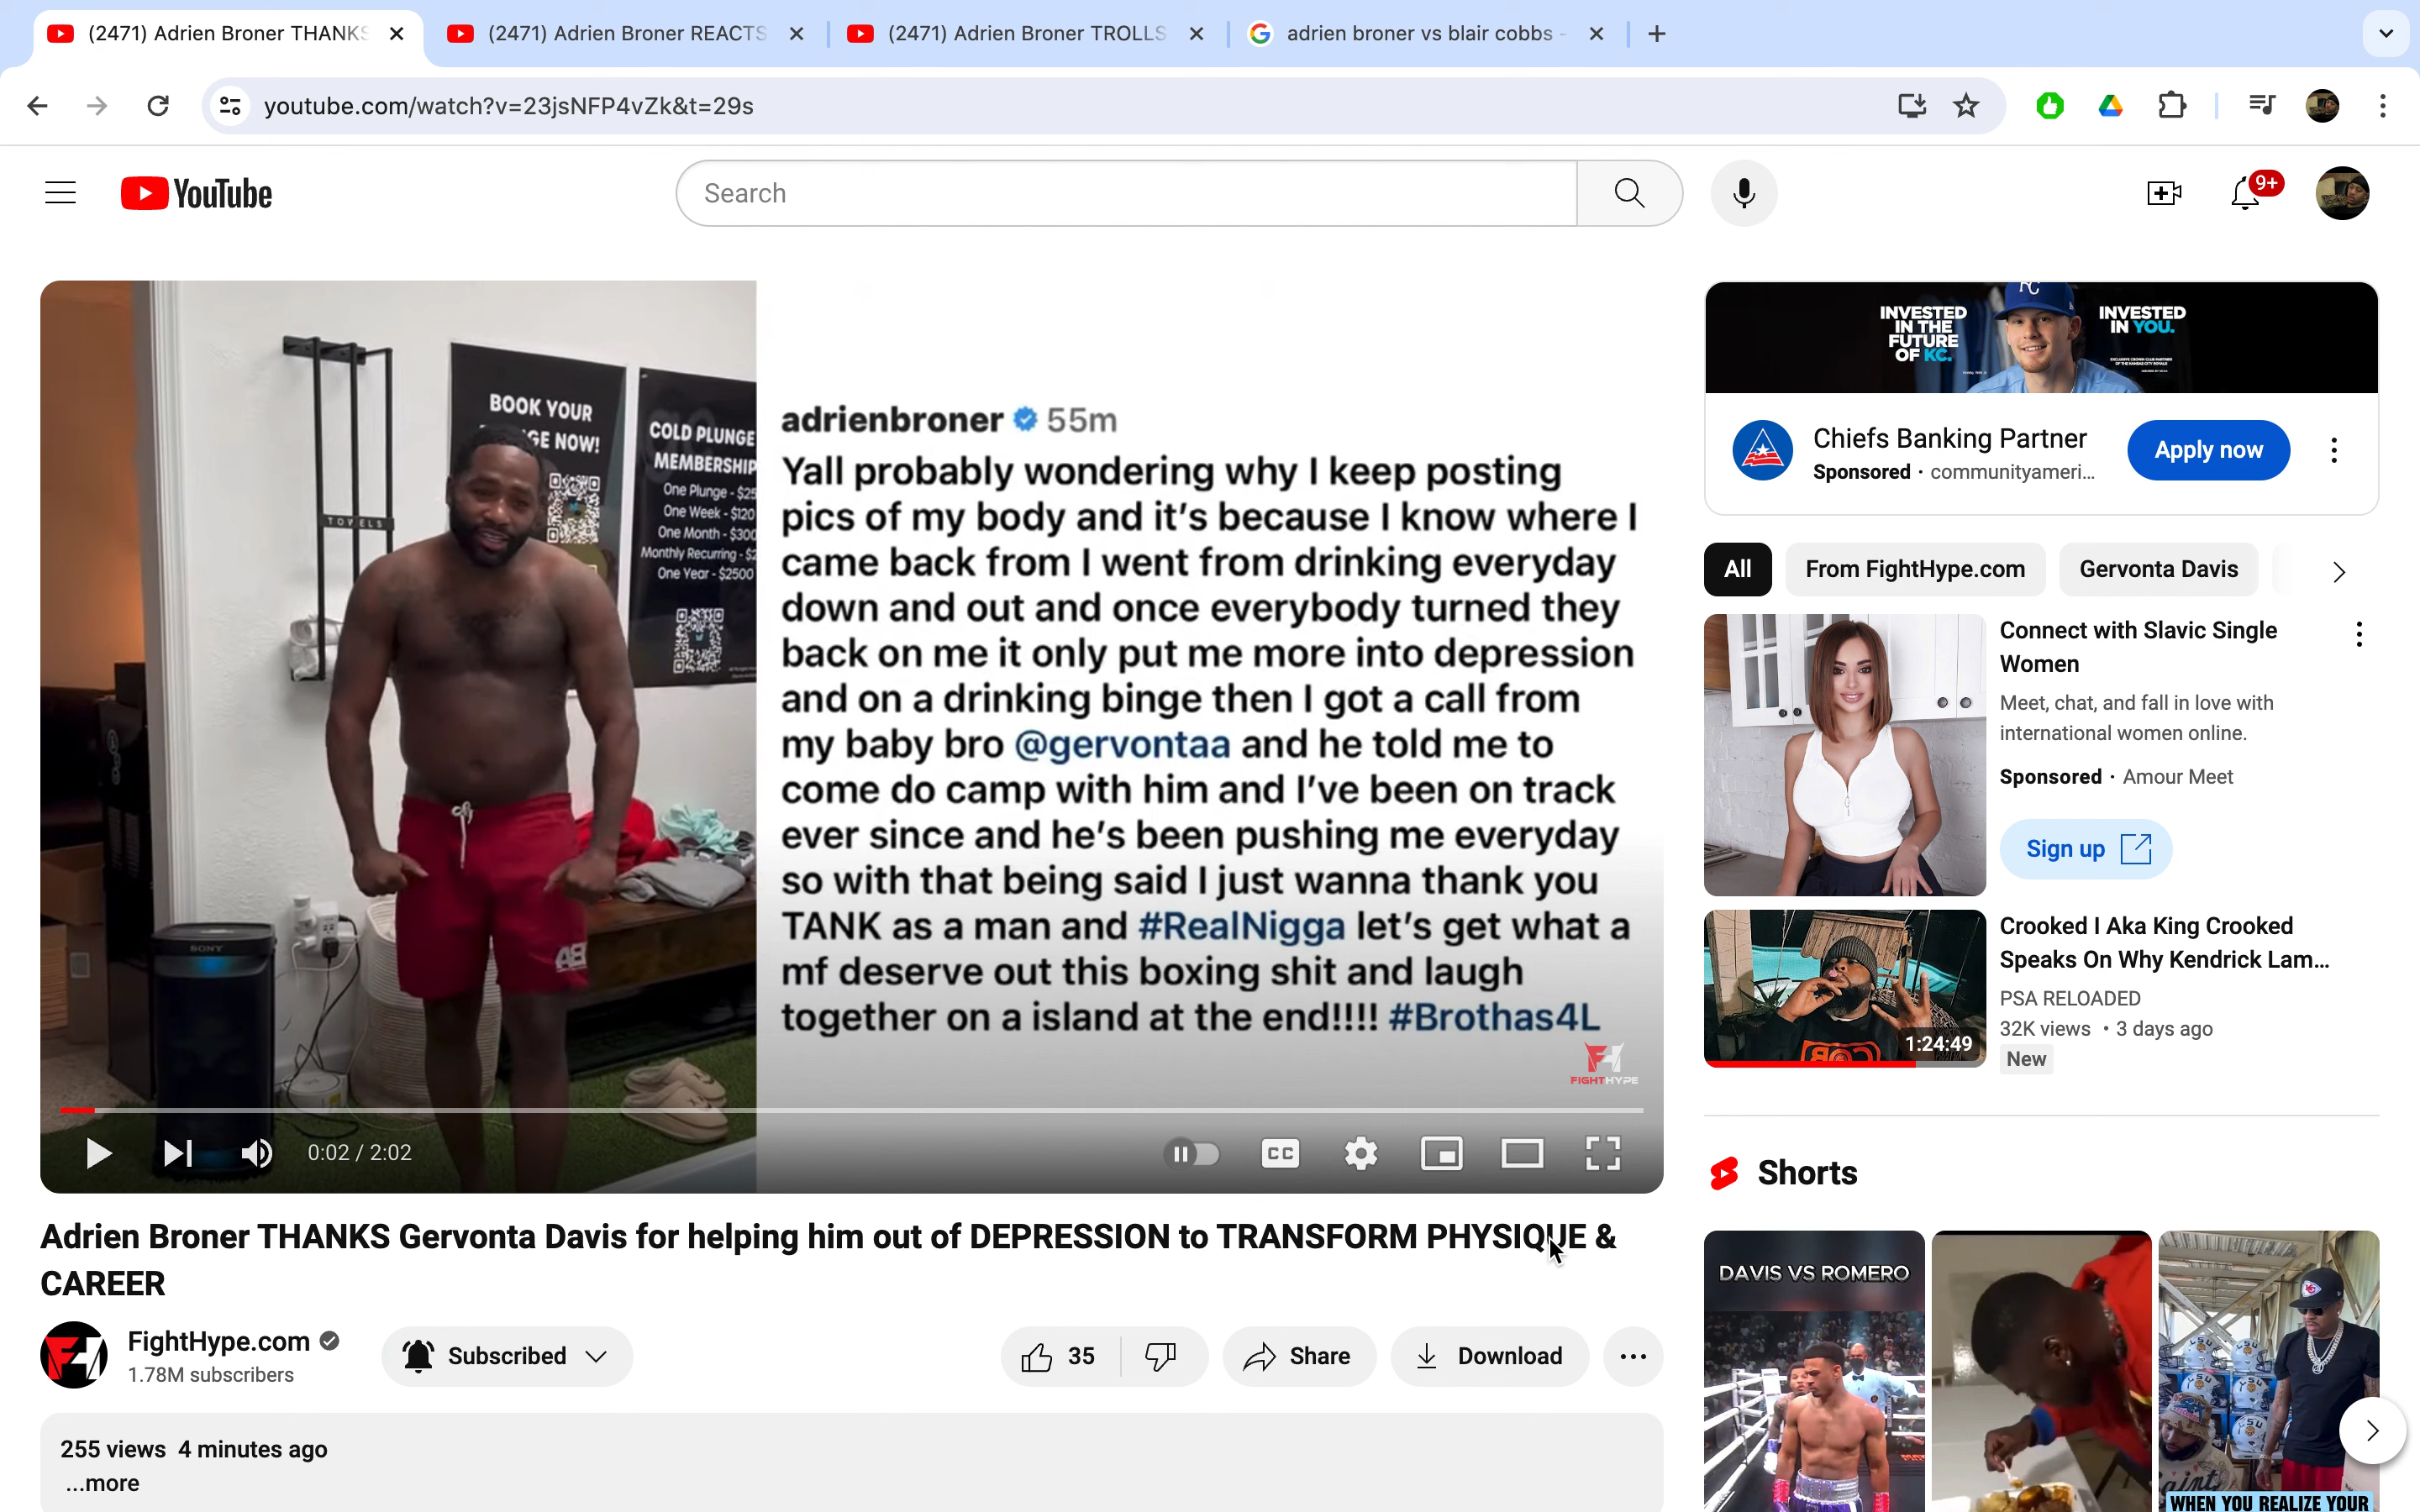 (2471) Adrien Broner THANKS
(2471) Adrien Broner REACTS
(2471) Adrien Broner TROLLS
adrien broner vs blair cobbs -
youtube.com/watch?v=23jsNFP4vZk&t=29s
YouTube
Search
9+
BOOK YOUR
GE NOW!
TOWELS
COLD PLUNGE
MEMBERSHIP
One Plunge - $25
One Week - $120
One Month - $300
Monthly Recurring - $2
One Year - $2500
SONY
AB
adrienbroner 55m
Yall probably wondering why I keep posting
pics of my body and it's because I know where I
came back from I went from drinking everyday
down and out and once everybody turned they
back on me it only put me more into depression
and on a drinking binge then I got a call from
my baby bro @gervontaa and he told me to
come do camp with him and I've been on track
ever since and he's been pushing me everyday
so with that being said I just wanna thank you
TANK as a man and #RealNigga let's get what a
mf deserve out this boxing shit and laugh
together on a island at the end!!!! #Brothas4L
FIGHTHYPE
0:02 / 2:02
CC
Adrien Broner THANKS Gervonta Davis for helping him out of DEPRESSION to TRANSFORM PHYSIQUE &
CAREER
FightHype.com
1.78M subscribers
Subscribed
35
Share
Download
255 views 4 minutes ago
...more
KC
INVESTED
IN THE
FUTURE
OF KC.
INVESTED
IN YOU.
Chiefs Banking Partner
Sponsored · communityameri...
Apply now
All
From FightHype.com
Gervonta Davis
Connect with Slavic Single
Women
Meet, chat, and fall in love with
international women online.
Sponsored · Amour Meet
Sign up
1:24:49
Crooked I Aka King Crooked
Speaks On Why Kendrick Lam...
PSA RELOADED
32K views • 3 days ago
New
Shorts
DAVIS VS ROMERO
LSU
LSU
WHEN YOU REALIZE YOUR